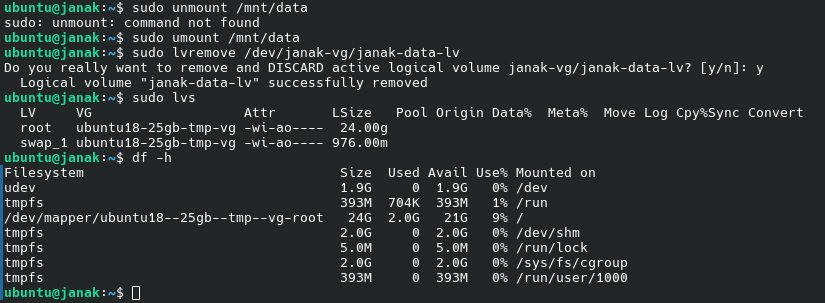 ubuntu@janak:~$ sudo unmount /mnt/data
sudo: unmount: command not found
ubuntu@janak:~$ sudo umount /mnt/data
ubuntu@janak:~$ sudo lvremove /dev/janak-vg/janak-data-lv
Do you really want to remove and DISCARD active logical volume janak-vg/janak-data-lv? [y/n]: y
  Logical volume "janak-data-lv" successfully removed
ubuntu@janak:~$ sudo lvs
  LV     VG                   Attr       LSize   Pool Origin Data%  Meta%  Move Log Cpy%Sync Convert
  root   ubuntu18-25gb-tmp-vg -wi-ao----  24.00g
  swap_1 ubuntu18-25gb-tmp-vg -wi-ao---- 976.00m
ubuntu@janak:~$ df -h
Filesystem                               Size  Used Avail Use% Mounted on
udev                                     1.9G     0  1.9G   0% /dev
tmpfs                                    393M  704K  393M   1% /run
/dev/mapper/ubuntu18--25gb--tmp--vg-root   24G  2.0G   21G   9% /
tmpfs                                    2.0G     0  2.0G   0% /dev/shm
tmpfs                                    5.0M     0  5.0M   0% /run/lock
tmpfs                                    2.0G     0  2.0G   0% /sys/fs/cgroup
tmpfs                                    393M     0  393M   0% /run/user/1000
ubuntu@janak:~$